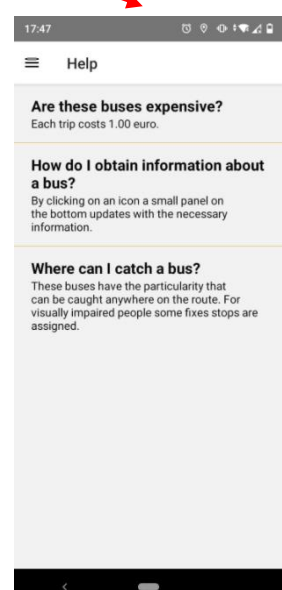 17:47
Help
Are these buses expensive?
Each trip costs 1.00 euro.
How do I obtain information about
a bus?
By clicking on an icon a small panel on
the bottom updates with the necessary
information.
Where can I catch a bus?
These buses have the particularity that
can be caught anywhere on the route. For
visually impaired people some fixes stops are
assigned.